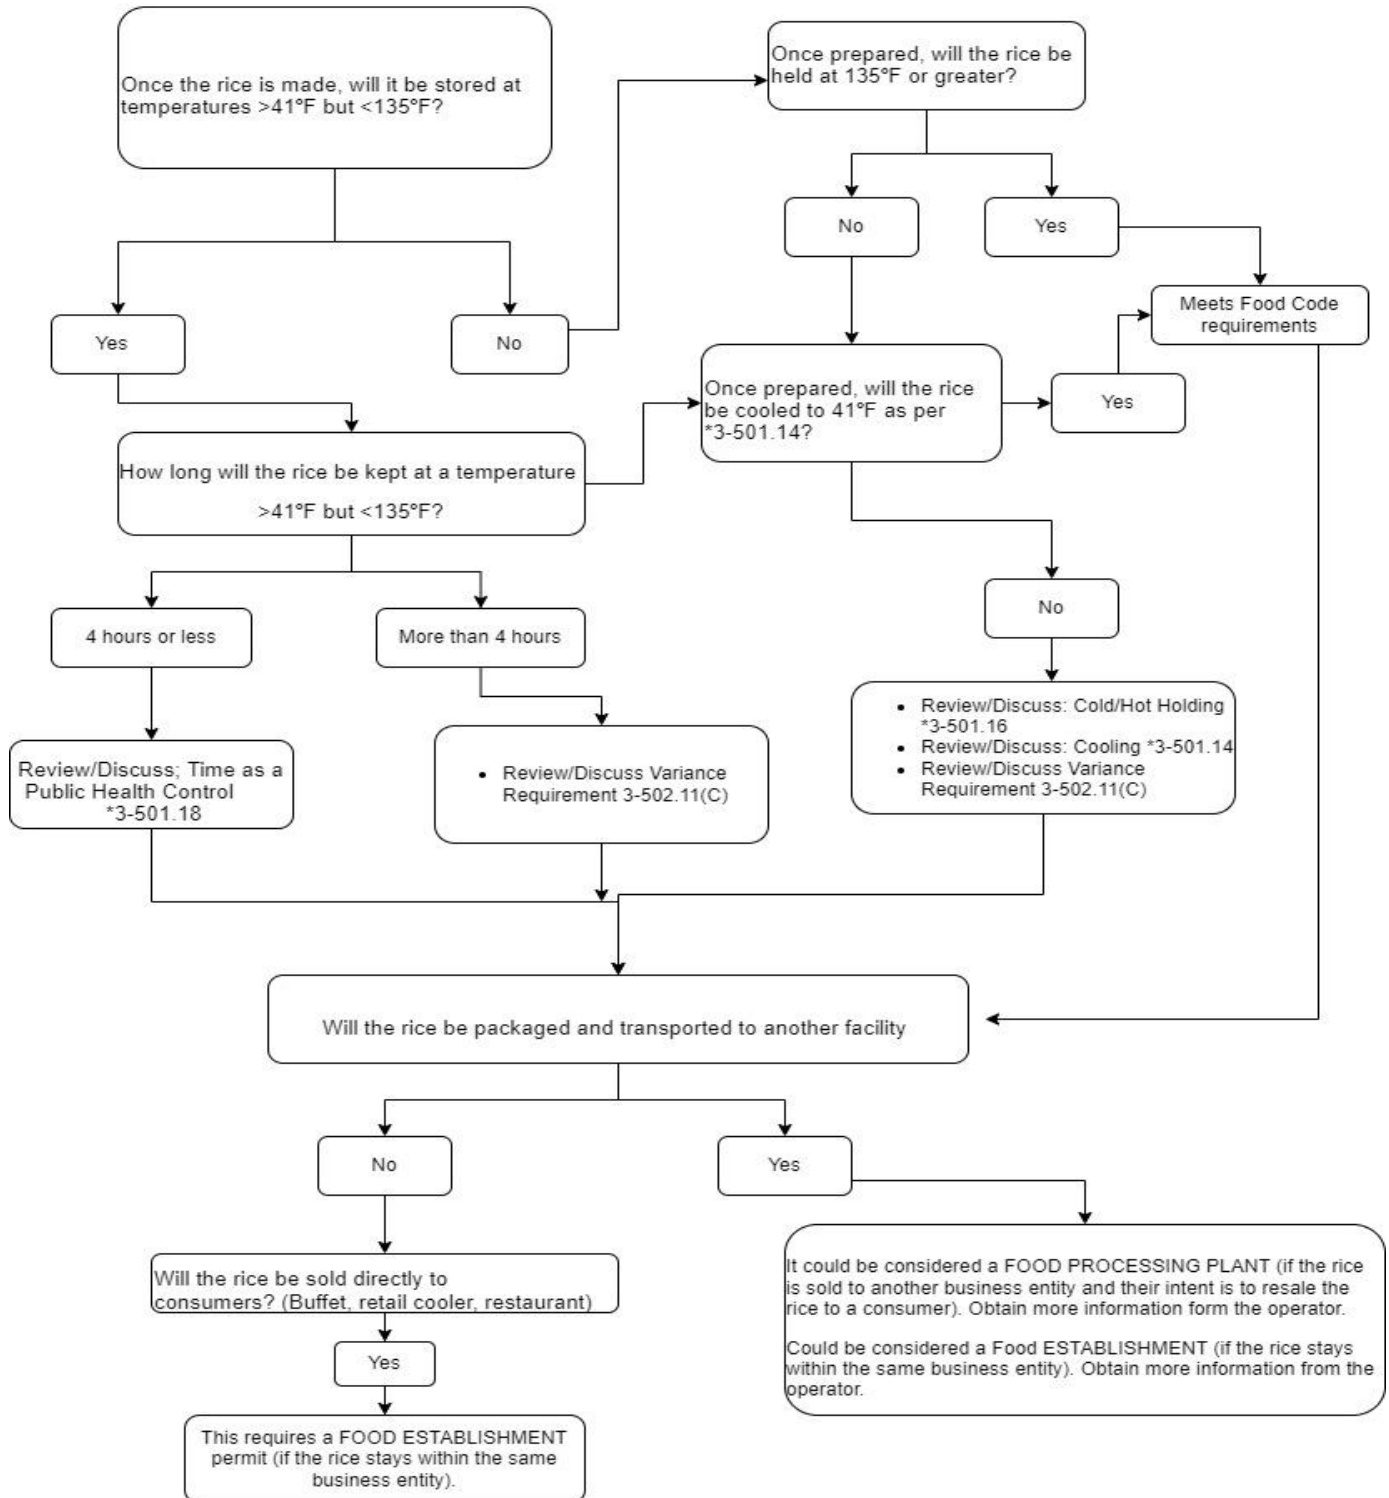 Once the rice is made, will it be stored at
temperatures >41°F but <135°F?
Once prepared, will the rice be
held at 135°F or greater?
No
Yes
Yes
No
Meets Food Code
requirements
Once prepared, will the rice
be cooled to 41°F as per
*3-501.14?
Yes
How long will the rice be kept at a temperature
>41°F but <135°F?
4 hours or less
More than 4 hours
No
Review/Discuss; Time as a
Public Health Control
*3-501.18
• Review/Discuss Variance
Requirement 3-502.11(C)
• Review/Discuss: Cold/Hot Holding
*3-501.16
• Review/Discuss: Cooling *3-501.14
• Review/Discuss Variance
Requirement 3-502.11(C)
Will the rice be packaged and transported to another facility
No
Yes
Will the rice be sold directly to
consumers? (Buffet, retail cooler, restaurant)
Yes
This requires a FOOD ESTABLISHMENT
permit (if the rice stays within the same
business entity).
It could be considered a FOOD PROCESSING PLANT (if the rice
is sold to another business entity and their intent is to resale the
rice to a consumer). Obtain more information form the operator.
Could be considered a Food ESTABLISHMENT (if the rice stays
within the same business entity). Obtain more information from the
operator.